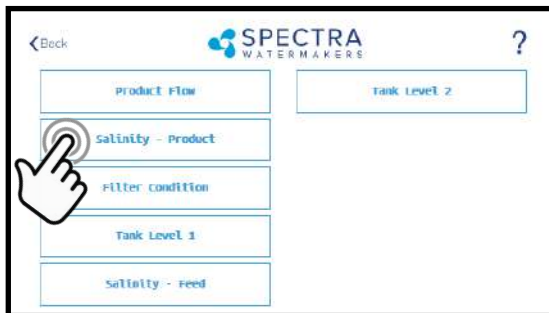 Back
SPECTRA
WATERMAKERS
?
Product Flow
Salinity - Product
Filter Condition
Tank Level 1
Salinity - Feed
Tank Level 2